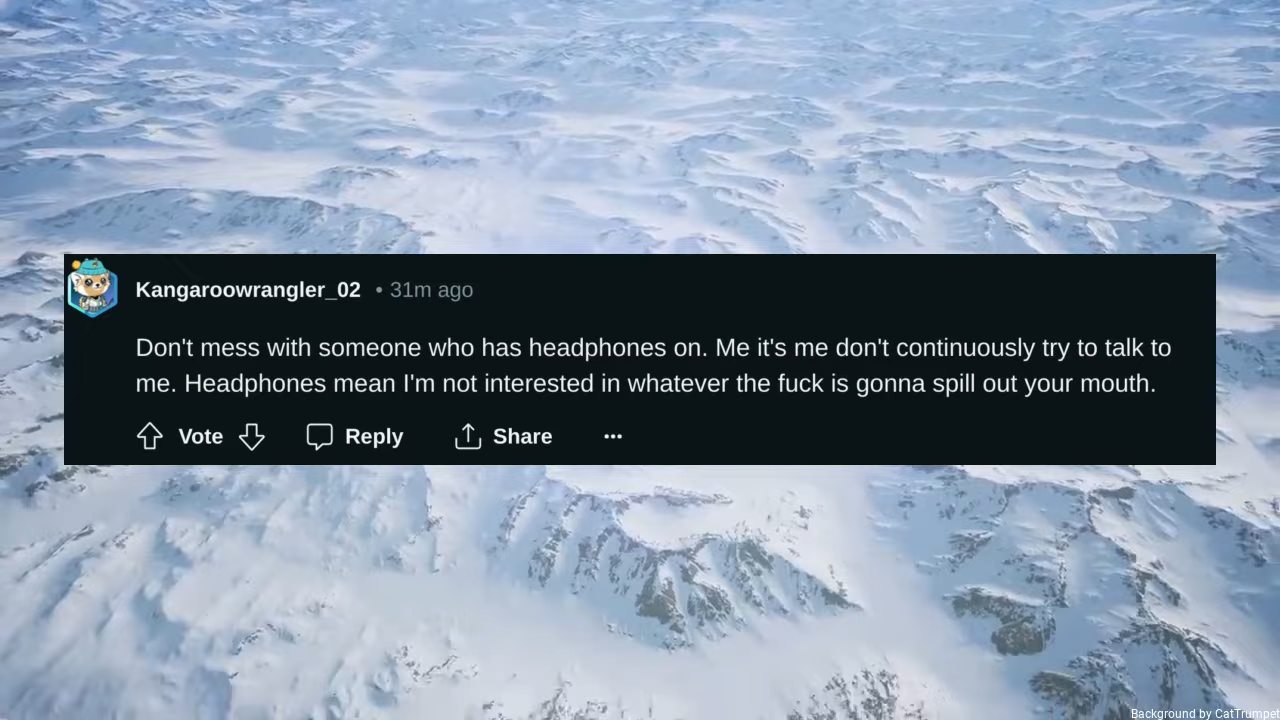 Kangaroowrangler_02 • 31m ago
Don't mess with someone who has headphones on. Me it's me don't continuously try to talk to
me. Headphones mean I'm not interested in whatever the fuck is gonna spill out your mouth.
Vote Reply Share ...
Background by CatTrumpet